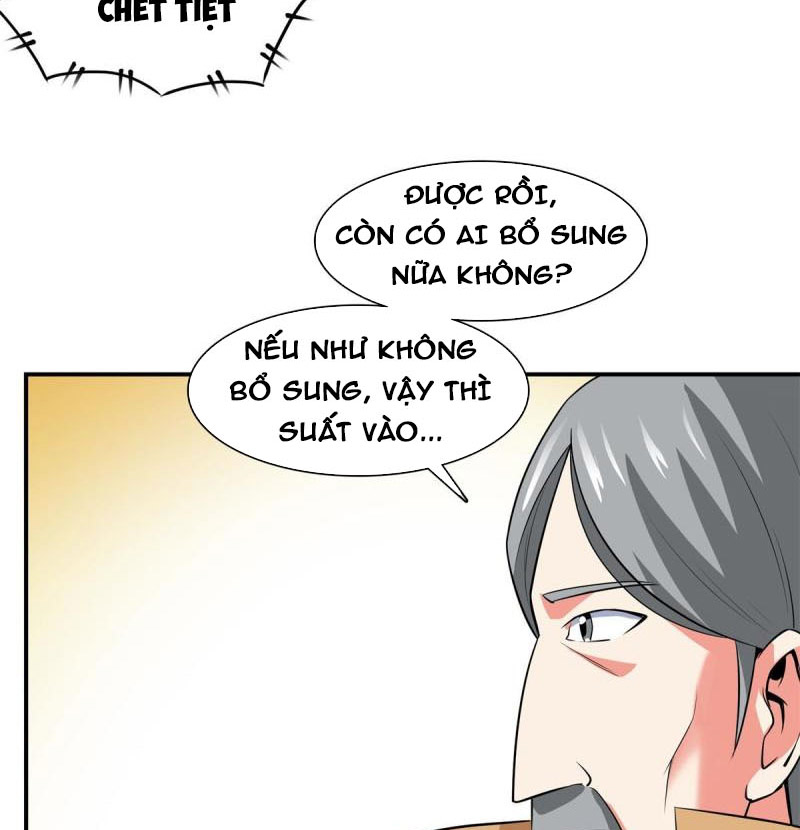 CHẾT TIỆT
ĐƯỢC RỒI,
CÒN CÓ AI BỔ SUNG
NỮA KHÔNG?
NẾU NHƯ KHÔNG
BỔ SUNG, VẬY THÌ
SUẤT VÀO...